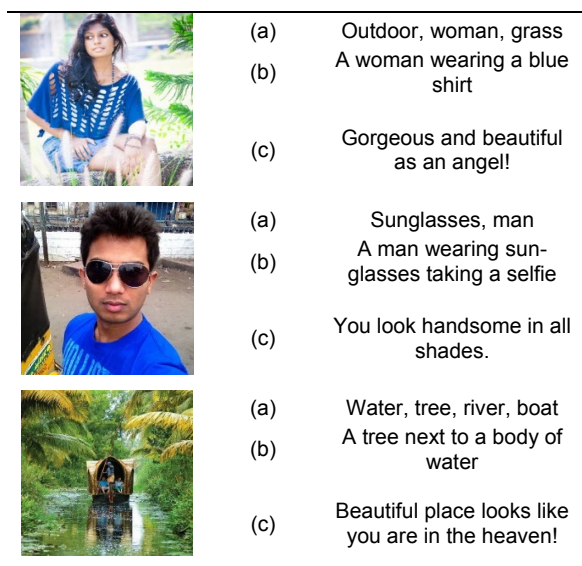 (a) Outdoor, woman, grass
(b) A woman wearing a blue
shirt
(c) Gorgeous and beautiful
as an angel!
(a) Sunglasses, man
(b) A man wearing sun-
glasses taking a selfie
(c) You look handsome in all
shades.
(a) Water, tree, river, boat
(b) A tree next to a body of
water
(c) Beautiful place looks like
you are in the heaven!